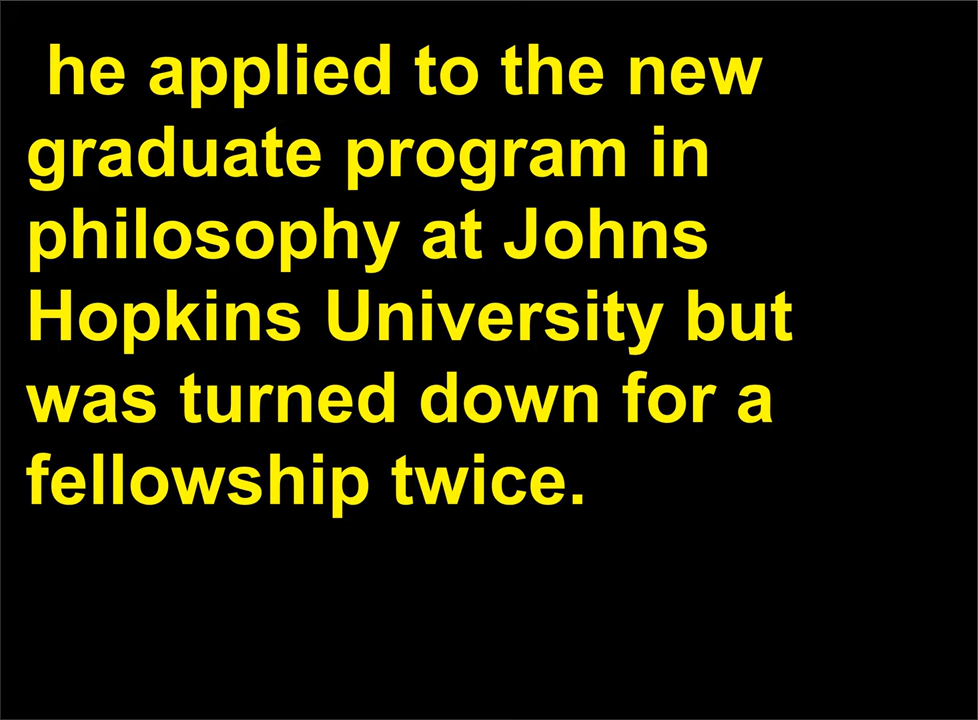 he applied to the new
graduate program in
philosophy at Johns
Hopkins University but
was turned down for a
fellowship twice.